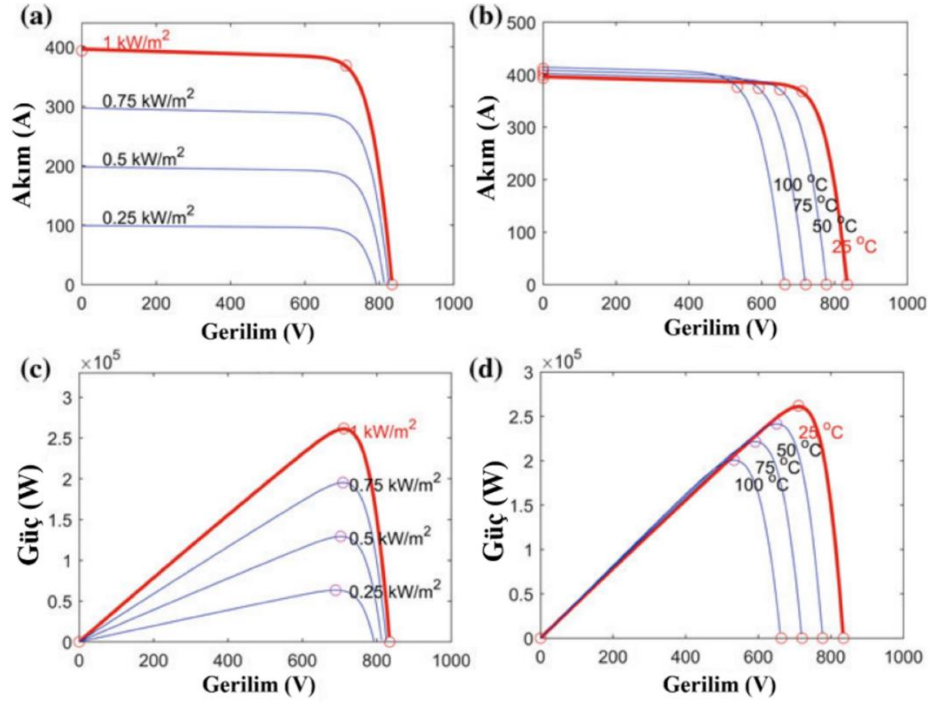 (a)
1 kW/m²
0.75 kW/m²
0.5 kW/m²
0.25 kW/m²
400
300
200
100
0
0 200 400 600 800 1000
Akım (A)
Gerilim (V)
(b)
500
400
300
200
100
0
100 °C
75 °C
50 °C
25 °C
0 200 400 600 800 1000
Akım (A)
Gerilim (V)
(c)
×10⁵
3
2.5
2
1.5
1
0.5
0
1 kW/m²
0.75 kW/m²
0.5 kW/m²
0.25 kW/m²
0 200 400 600 800 1000
Güç (W)
Gerilim (V)
(d)
×10⁵
3
2.5
2
1.5
1
0.5
0
25 °C
50 °C
75 °C
100 °C
0 200 400 600 800 1000
Güç (W)
Gerilim (V)